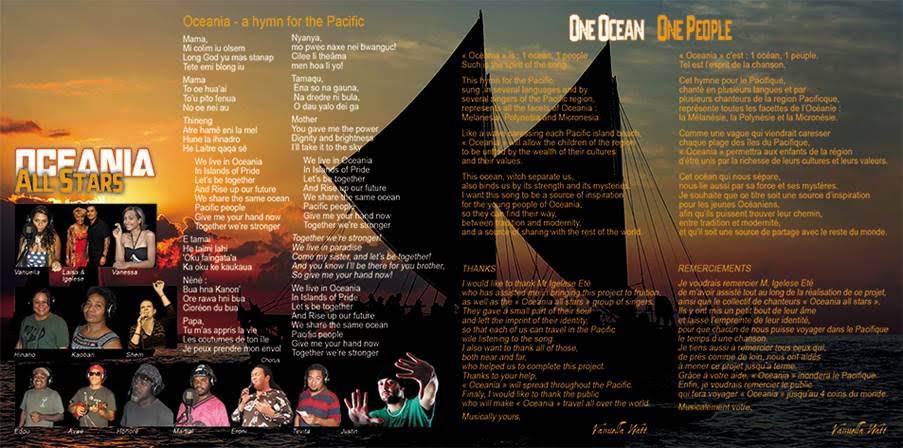 Oceania - a hymn for the Pacific
Mama,
Mi colim iu olsem
Long God yu mas stanap
Tete emi blong iu
Mama
To oe hua'ai
To'u pito fenua
No oe nei au
Thineng
Atre hamë eni la mel
Hune la ihnadro
He Laitre qaqa së
We live in Oceania
In Islands of Pride
Let's be together
And Rise up our future
We share the same ocean
Pacific people
Give me your hand now
Together we're stronger
E tamai
He taimi lahi
'Oku fa'ingata'a
Ka oku ke kaukaua
Néné :
Bua hna Kanon'
Ore rawa hni bua
Cioréon du bua
Papa,
Tu m'as appris la vie
Les coutumes de ton île
Je peux prendre mon envol
Chorus
Nyanya,
mo pwec naxe nei bwanguc!
Cilee li theâma
men hoa li yo!
Tamaqu,
Ena so na gauna,
Na dredre ni bula,
O dau yalo dei ga
Mother
You gave me the power
Dignity and brightness
I'll take it to the sky
We live in Oceania
In Islands of Pride
Let's be together
And Rise up our future
We share the same ocean
Pacific people
Give me your hand now
Together we're stronger
Together we're stronger!
We live in paradise
Como my sister, and let's be together!
And you know I'll be there for you brother,
So give me your hand!
We live in Oceania
In Islands of Pride
Let's be together
And Rise up our future
We share the same ocean
Pacific people
Give me your hand now
Together we're stronger
OCEANIA
ALL STARS
Vanuella
Laisa &
Igelese
Vanessa
Hinano
Kaoban
Shem
Edou
Ayae
Honoré
Martial
Eroni
Tevita
Justin
ONE OCEAN ONE PEOPLE
« Oceania » is : 1 ocean, 1 people
Such is the spirit of the song.
This hymn for the Pacific
sung in several languages and by
several singers of the Pacific region,
represents all the facets of Oceania :
Melanesia, Polynesia and Micronesia
Like a wave caressing each Pacific island beach,
« Oceania » will allow the children of the region
to be united by the wealth of their cultures
and their values.
This ocean, witch separate us,
also binds us by its strength and its mysteries.
I want this song to be a source of inspiration
for the young people of Oceania,
so they can find their way,
between tradition and modernity,
and a source of sharing with the rest of the world.
THANKS
I would like to thank Mr Igelese Eté
who has assisted me in bringing this project to fruition,
as well as the « Oceania all stars » group of singers.
They gave a small part of their soul
and left the imprint of their identity,
so that each of us can travel in the Pacific
wile listening to the song.
I also want to thank all of those,
both near and far,
who helped us to complete this project.
Thanks to your help,
« Oceania » will spread throughout the Pacific.
Finaly, I would like to thank the public
who will make « Oceania » travel all over the world.
Musically yours,
Vanuella Watt
« Oceania » c'est : 1 océan, 1 peuple.
Tel est l'esprit de la chanson.
Cet hymne pour le Pacifique,
chanté en plusieurs langues et par
plusieurs chanteurs de la region Pacifique,
représente toutes les facettes de l'Océanie :
la Mélanésie, la Polynésie et la Micronésie.
Comme une vague qui viendrait caresser
chaque plage des îles du Pacifique,
« Oceania » permettra aux enfants de la région
d'être unis par la richesse de leurs cultures et leurs valeurs.
Cet océan qui nous sépare,
nous lie aussi par sa force et ses mystères.
Je souhaite que ce titre soit une source d'inspiration
pour les jeunes Océaniens,
afin qu'ils puissent trouver leur chemin,
entre tradition et modernité,
et qu'il soit une source de partage avec le reste du monde.
REMERCIEMENTS
Je voudrais remercier M. Igelese Eté
de m'avoir assisté tout au long de la réalisation de ce projet,
ainsi que le collectif de chanteurs « Oceania all stars ».
Ils y ont mis un petit bout de leur âme
et laissé l'empreinte de leur identité,
pour que chacun de nous puisse voyager dans le Pacifique
le temps d'un chanson.
Je tiens aussi à remercier tous ceux qui,
de près comme de loin, nous ont aidés
à mener ce projet jusqu'à terme.
Grâce à votre aide, « Oceania » inondera le Pacifique.
Enfin, je voudrais remercier le public
qui fera voyager « Oceania » jusqu'au 4 coins du monde.
Musicalement votre,
Vanuella Watt